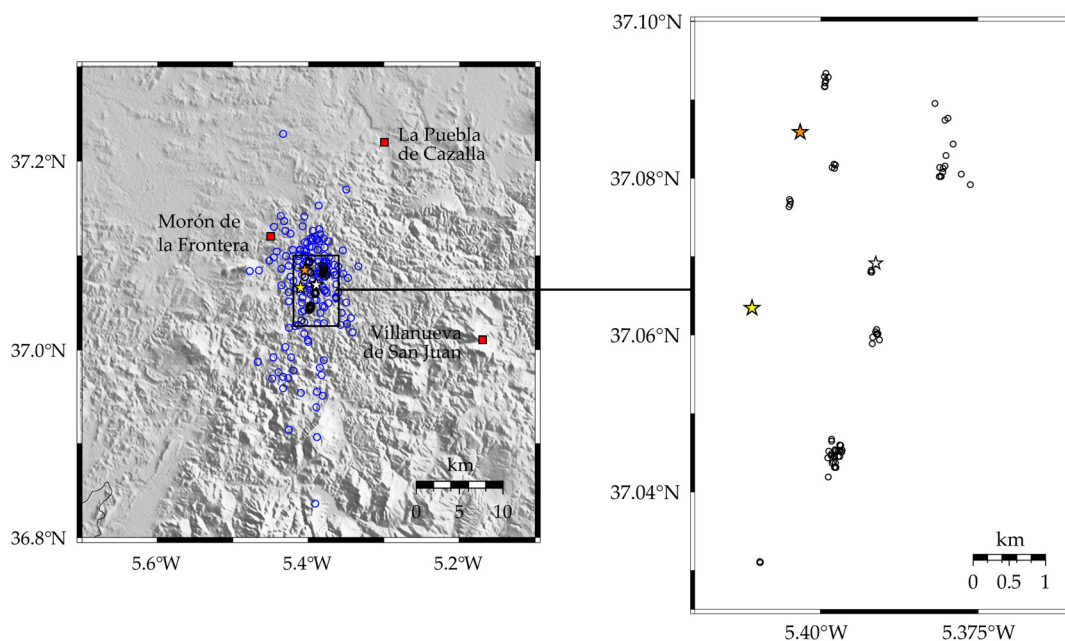 37.2°N
37.0°N
36.8°N
5.6°W
5.4°W
5.2°W
La Puebla
de Cazalla
Morón de
la Frontera
Villanueva
de San Juan
km
0 5 10
37.10°N
37.08°N
37.06°N
37.04°N
5.40°W
5.375°W
km
0 0.5 1